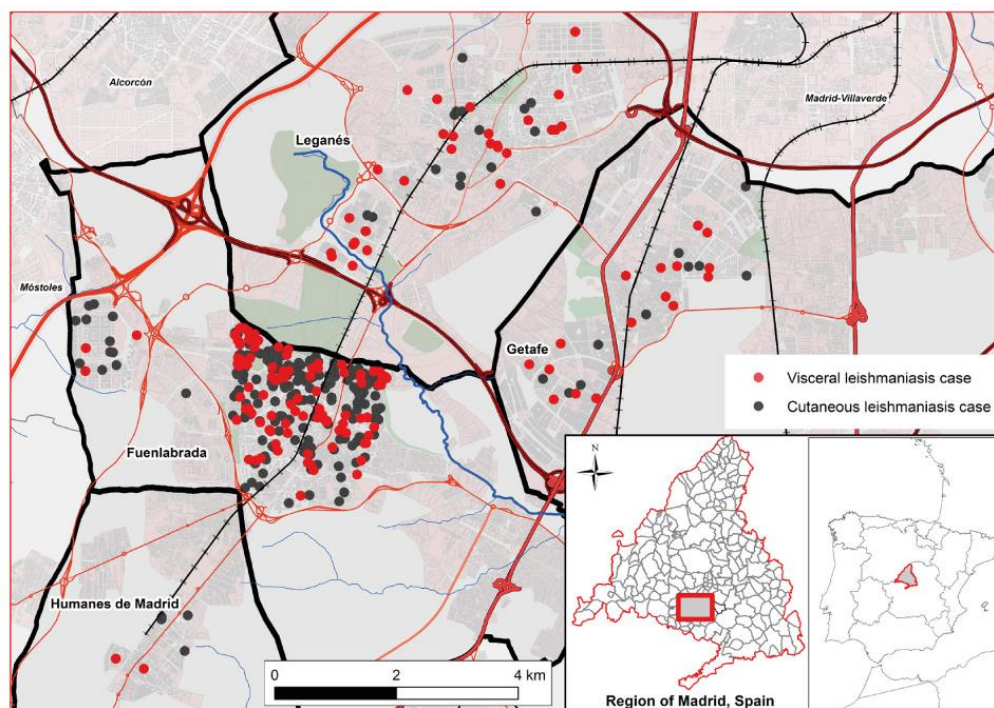 Alcorcón
Madrid-Villaverde
Leganés
Móstoles
Getafe
Visceral leishmaniasis case
Cutaneous leishmaniasis case
Fuenlabrada
N
Humanes de Madrid
0 2 4 km
Region of Madrid, Spain